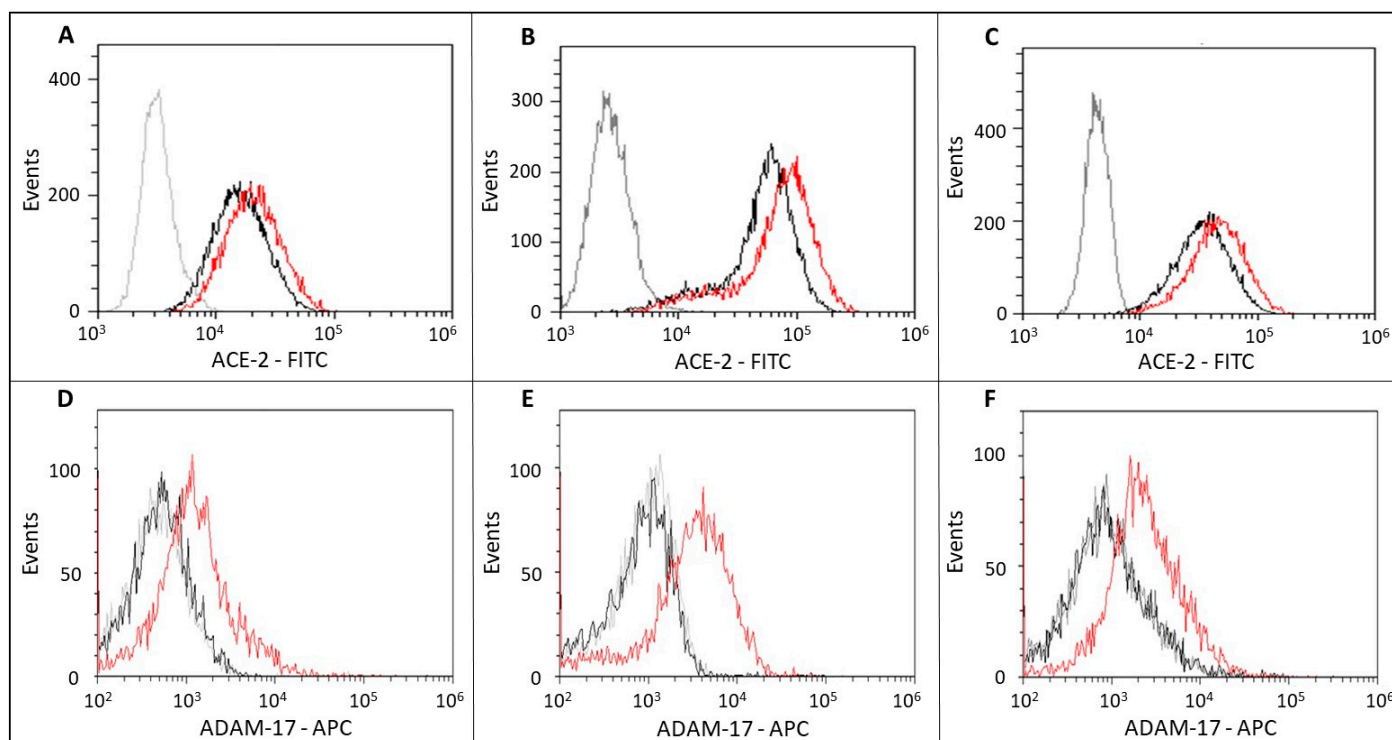 A
400
200
0
Events
10³ 10⁴ 10⁵ 10⁶
ACE-2 - FITC
B
300
200
100
0
Events
10³ 10⁴ 10⁵ 10⁶
ACE-2 - FITC
C
400
200
0
Events
10³ 10⁴ 10⁵ 10⁶
ACE-2 - FITC
D
100
50
0
Events
10² 10³ 10⁴ 10⁵ 10⁶
ADAM-17 - APC
E
100
50
0
Events
10² 10³ 10⁴ 10⁵ 10⁶
ADAM-17 - APC
F
100
50
0
Events
10² 10³ 10⁴ 10⁵ 10⁶
ADAM-17 - APC